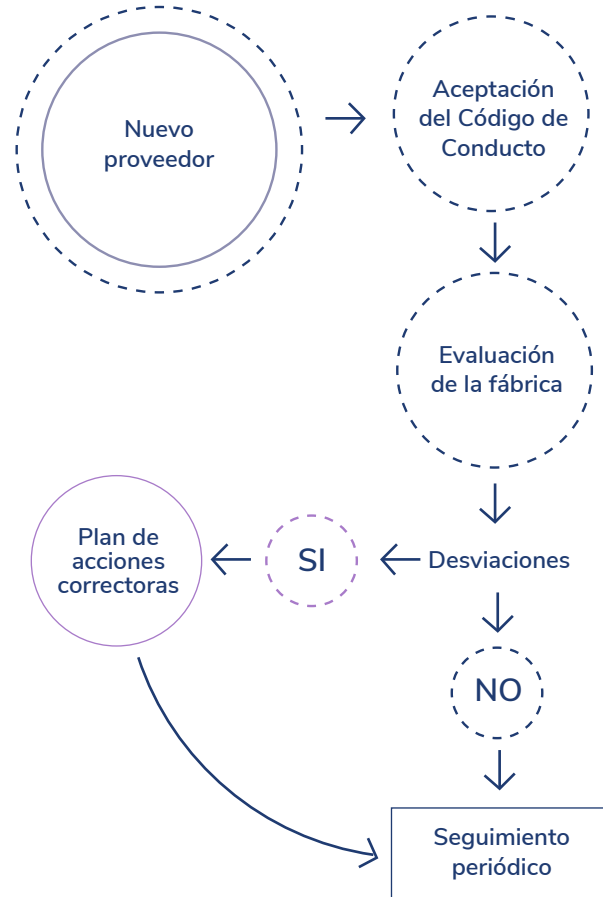 Nuevo
proveedor
Aceptación
del Código de
Conducto
Evaluación
de la fábrica
Desviaciones
SI
Plan de
acciones
correctoras
NO
Seguimiento
periódico